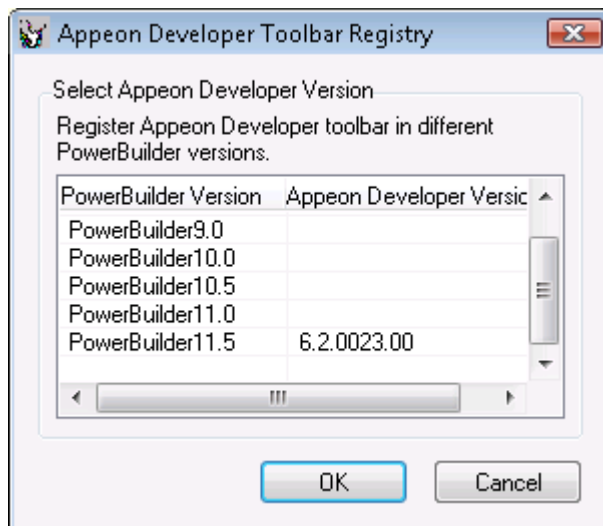 Appeon Developer Toolbar Registry
Select Appeon Developer Version
Register Appeon Developer toolbar in different
PowerBuilder versions.
PowerBuilder Version Appeon Developer Versic
PowerBuilder9.0
PowerBuilder10.0
PowerBuilder10.5
PowerBuilder11.0
PowerBuilder11.5 6.2.0023.00
OK Cancel